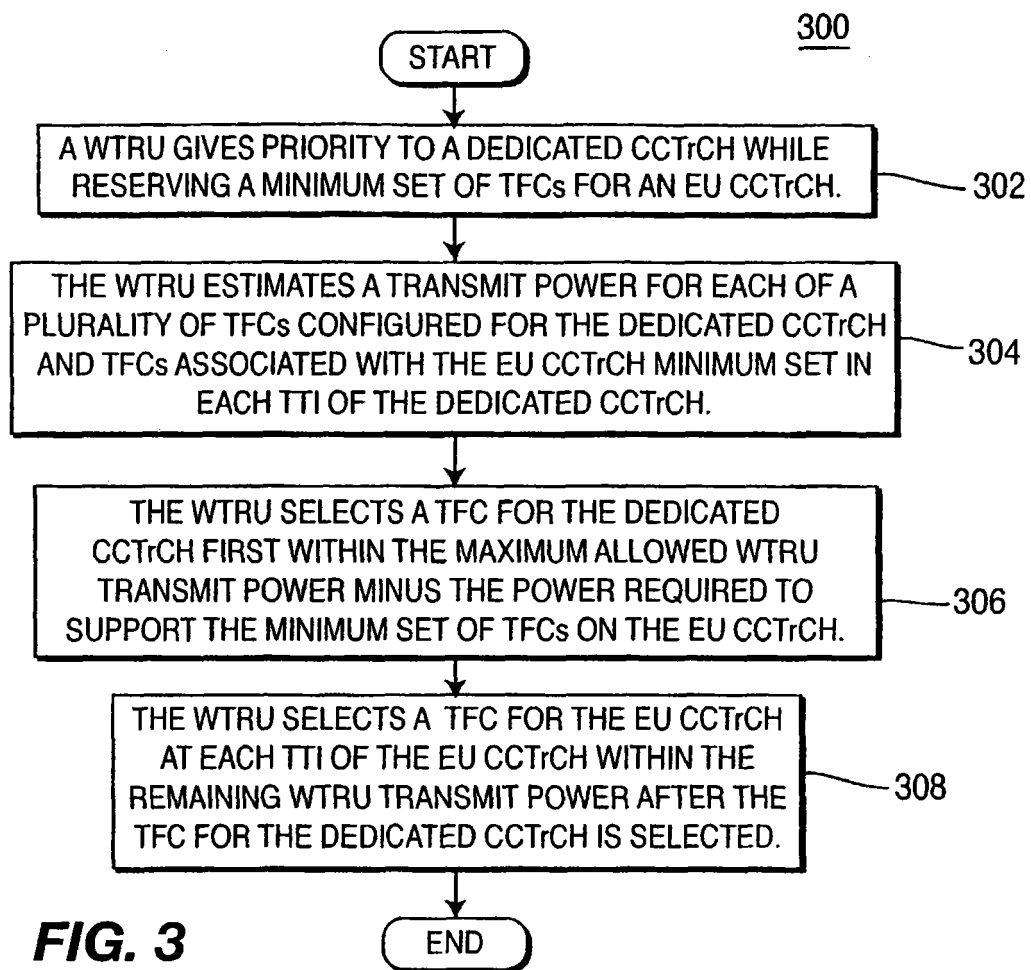 300
START
A WTRU GIVES PRIORITY TO A DEDICATED CCTrCH WHILE
RESERVING A MINIMUM SET OF TFCs FOR AN EU CCTrCH.
302
THE WTRU ESTIMATES A TRANSMIT POWER FOR EACH OF A
PLURALITY OF TFCs CONFIGURED FOR THE DEDICATED CCTrCH
AND TFCs ASSOCIATED WITH THE EU CCTrCH MINIMUM SET IN
EACH TTI OF THE DEDICATED CCTrCH.
304
THE WTRU SELECTS A TFC FOR THE DEDICATED
CCTrCH FIRST WITHIN THE MAXIMUM ALLOWED WTRU
TRANSMIT POWER MINUS THE POWER REQUIRED TO
SUPPORT THE MINIMUM SET OF TFCs ON THE EU CCTrCH.
306
THE WTRU SELECTS A TFC FOR THE EU CCTrCH
AT EACH TTI OF THE EU CCTrCH WITHIN THE
REMAINING WTRU TRANSMIT POWER AFTER THE
TFC FOR THE DEDICATED CCTrCH IS SELECTED.
308
END
FIG. 3